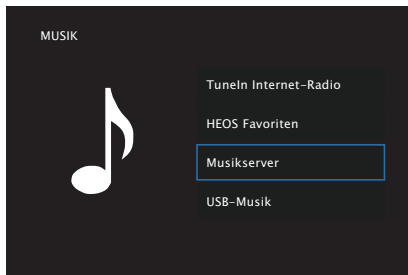 MUSIK
TuneIn Internet-Radio
HEOS Favoriten
Musikserver
USB-Musik